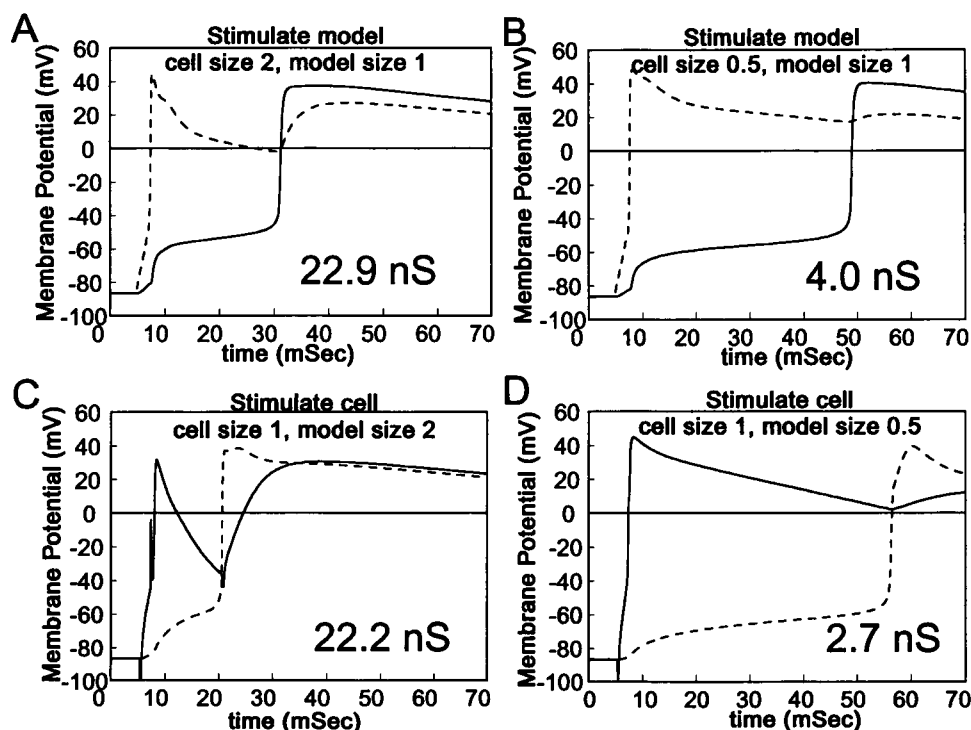 A
Stimulate model
cell size 2, model size 1
Membrane Potential (mV)
60
40
20
0
-20
-40
-60
-80
-100
22.9 nS
0 10 20 30 40 50 60 70
time (mSec)
B
Stimulate model
cell size 0.5, model size 1
Membrane Potential (mV)
60
40
20
0
-20
-40
-60
-80
-100
4.0 nS
0 10 20 30 40 50 60 70
time (mSec)
C
Stimulate cell
cell size 1, model size 2
Membrane Potential (mV)
60
40
20
0
-20
-40
-60
-80
-100
22.2 nS
0 10 20 30 40 50 60 70
time (mSec)
D
Stimulate cell
cell size 1, model size 0.5
Membrane Potential (mV)
60
40
20
0
-20
-40
-60
-80
-100
2.7 nS
0 10 20 30 40 50 60 70
time (mSec)